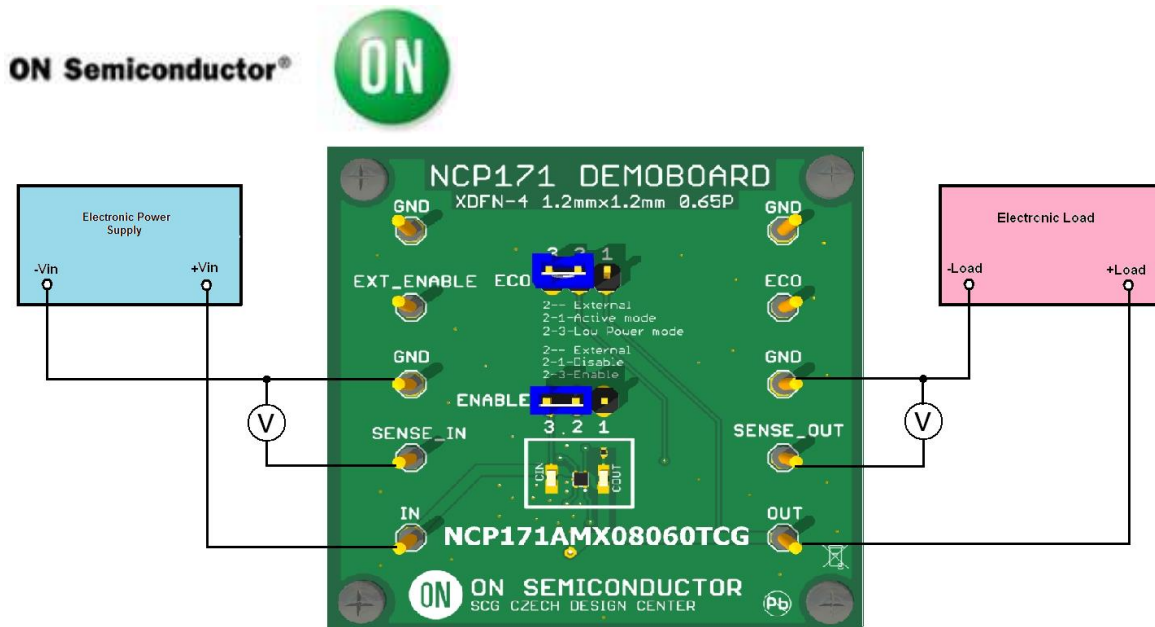 ON Semiconductor®
ON
NCP171 DEMOBOARD
XDFN-4 1.2mmx1.2mm 0.65P
Electronic Power
Supply
-Vin
+Vin
GND
EXT_ENABLE
GND
SENSE_IN
IN
V
3 2 1
ECO
2-- External
2-1-Active mode
2-3-Low Power mode
2-- External
2-1-Disable
2-3-Enable
ENABLE
3 2 1
CIN
COUT
NCP171AMX08060TCG
GND
ECO
GND
SENSE_OUT
OUT
V
Electronic Load
-Load
+Load
ON
ON SEMICONDUCTOR
SCG CZECH DESIGN CENTER
Pb